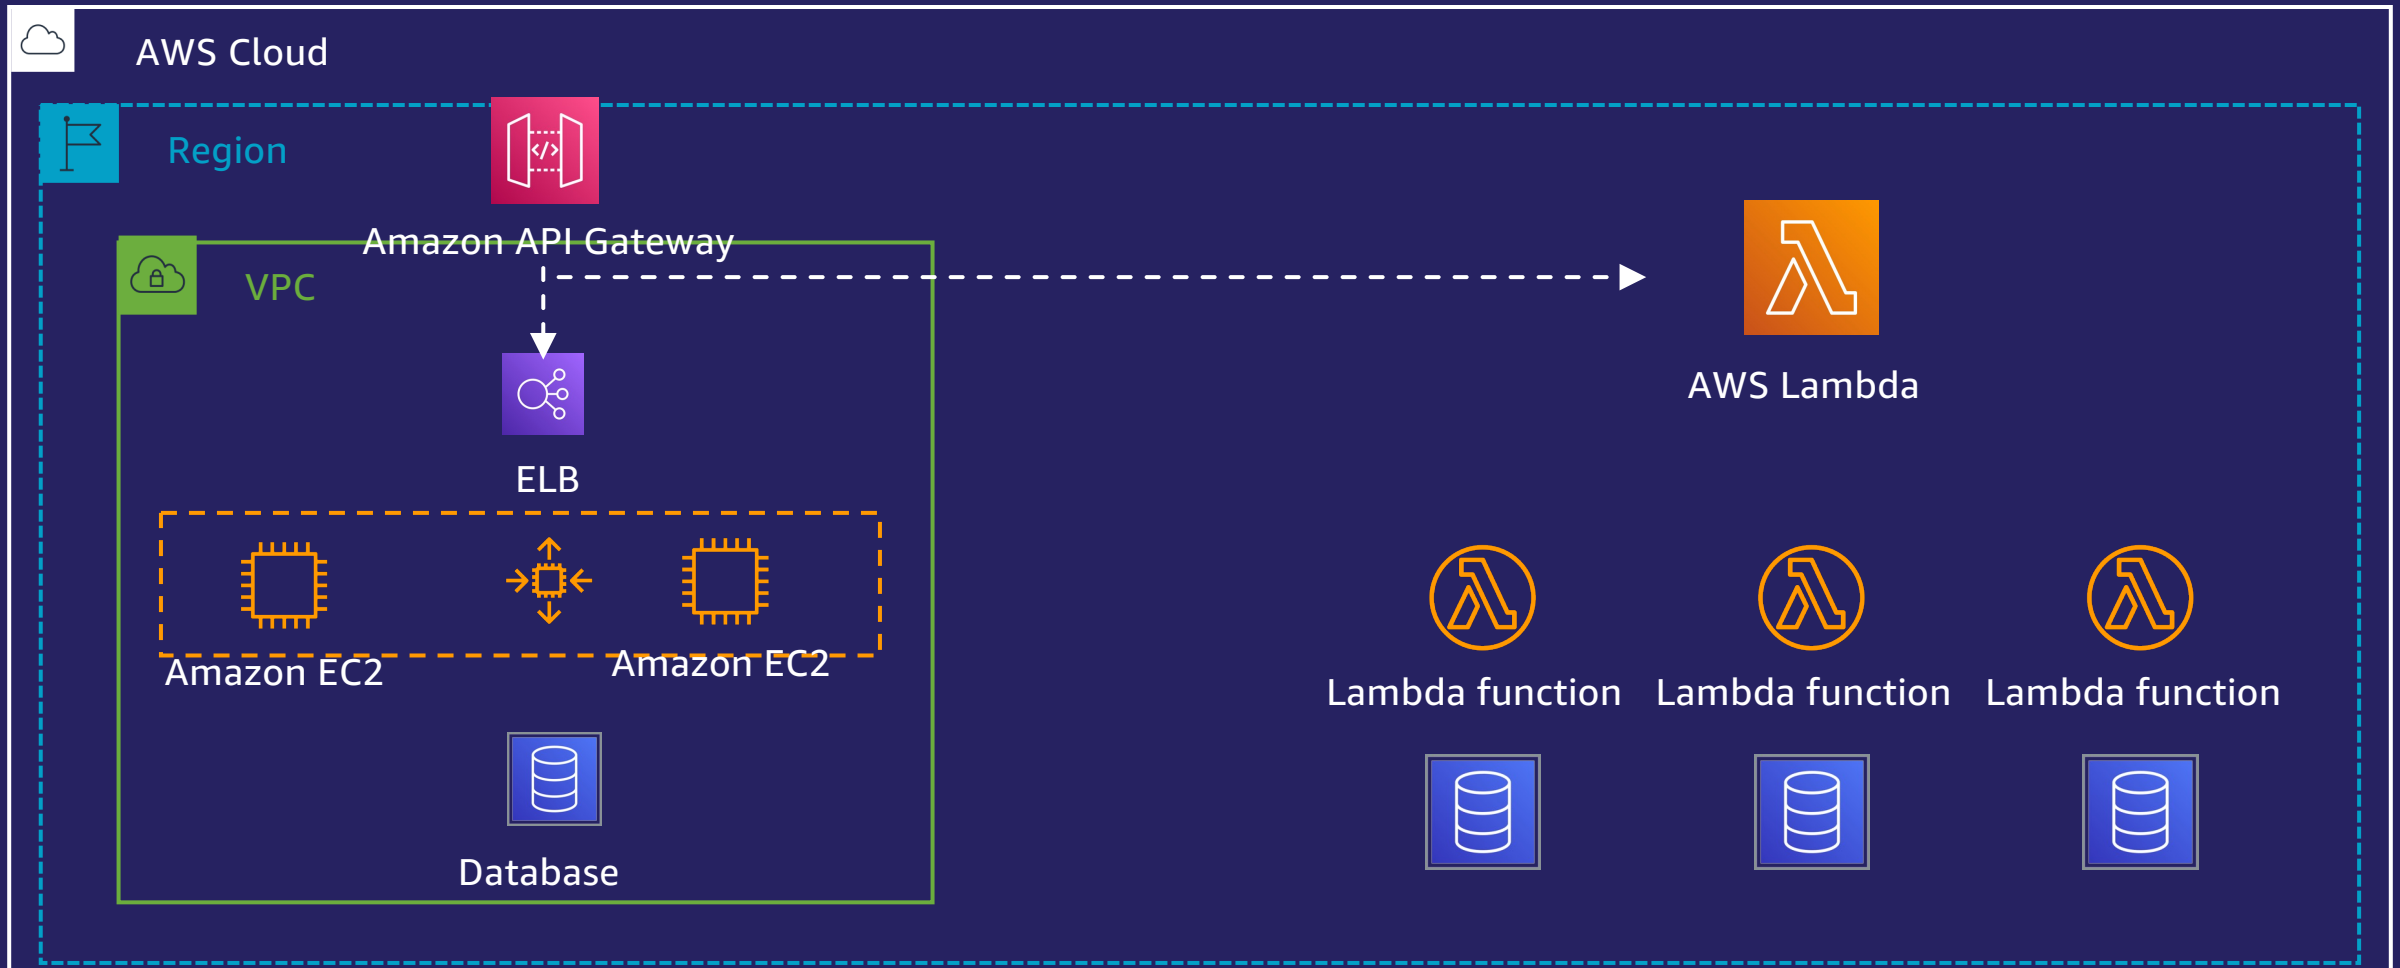 AWS Cloud
Region
Amazon API Gateway
VPC
AWS Lambda
ELB
Amazon EC2
Amazon EC2
Lambda function
Lambda function
Lambda function
Database